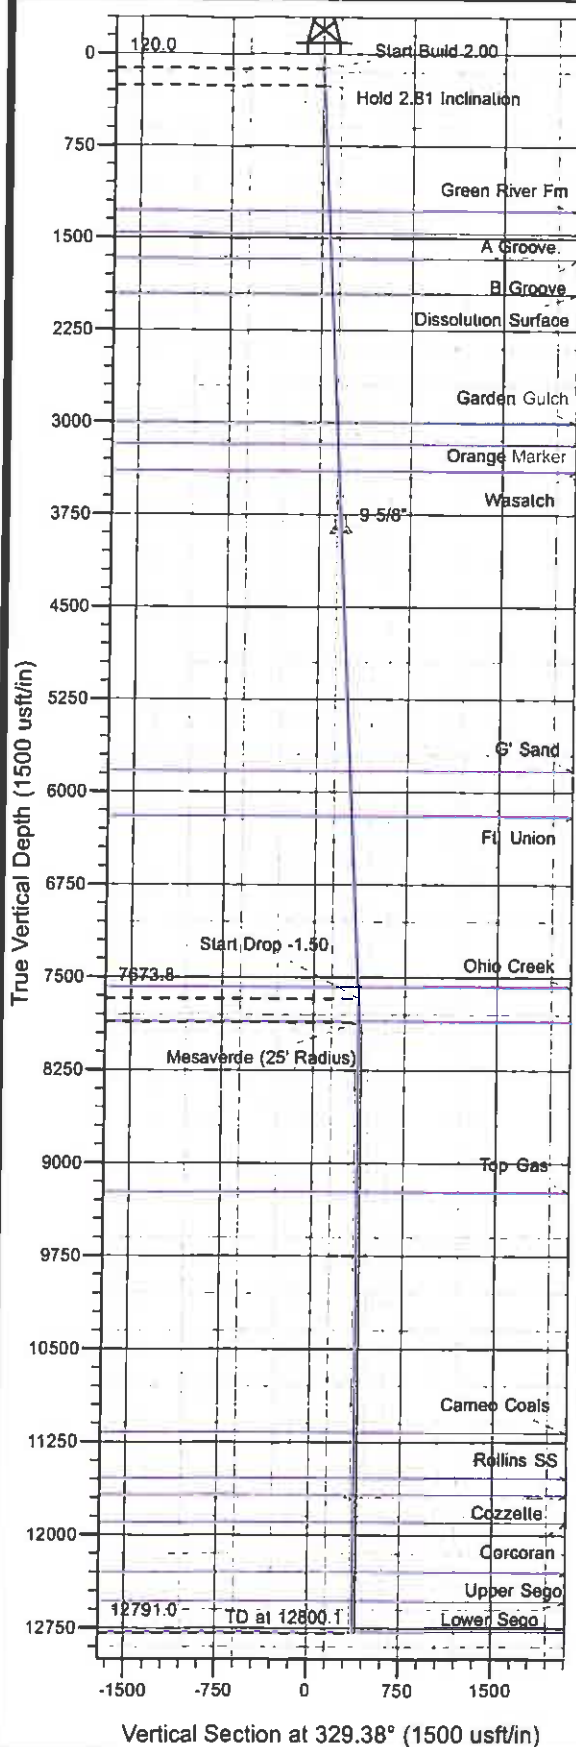 0
120.0
Start Build 2.00
Hold 2.81 Inclination
750
Green River Fm
1500
A Groove
B Groove
2250
Dissolution Surface
Garden Gulch
3000
Orange Marker
Wasatch
3750
9 5/8"
4500
5250
G' Sand
6000
Ft. Union
6750
Start Drop -1.50
Ohio Creek
7500
7673.8
Mesaverde (25' Radius)
8250
9000
Top Gas
9750
10500
Cameo Coals
11250
Rollins SS
Cozzette
12000
Corcoran
Upper Sego
12791.0
TD at 12800.1
Lower Sego
12750
True Vertical Depth (1500 usft/in)
-1500
-750
0
750
1500
Vertical Section at 329.38° (1500 usft/in)